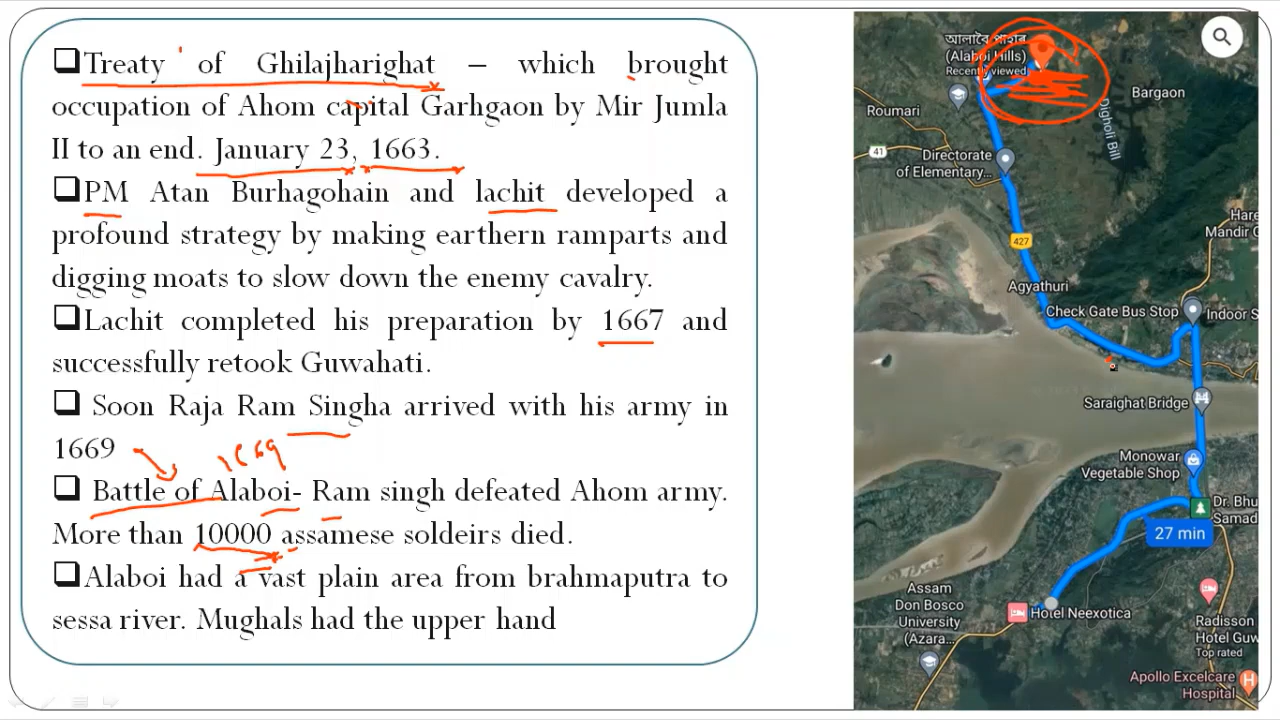 ❑Treaty of Ghilajharighat – which brought
occupation of Ahom capital Garhgaon by Mir Jumla
II to an end. January 23, 1663.
❑PM Atan Burhagohain and lachit developed a
profound strategy by making earthern ramparts and
digging moats to slow down the enemy cavalry.
❑Lachit completed his preparation by 1667 and
successfully retook Guwahati.
❑ Soon Raja Ram Singha arrived with his army in
1669
1669
❑ Battle of Alaboi- Ram singh defeated Ahom army.
More than 10000 assamese soldeirs died.
❑Alaboi had a vast plain area from brahmaputra to
sessa river. Mughals had the upper hand
আলাবৈ পাহাৰ
(Alaboi Hills)
Recently viewed
Roumari
Bargaon
Digholi Bill
41
Directorate
of Elementary...
Hare
Mandir
427
Agyathuri
Check Gate Bus Stop
Indoor S
Saraighat Bridge
Monowar
Vegetable Shop
Dr. Bhu
Samad
27 min
Assam
Don Bosco
University
(Azara...
Hotel Neexotica
Radisson
Hotel Guw
Top rated
Apollo Excelcare
Hospital
H